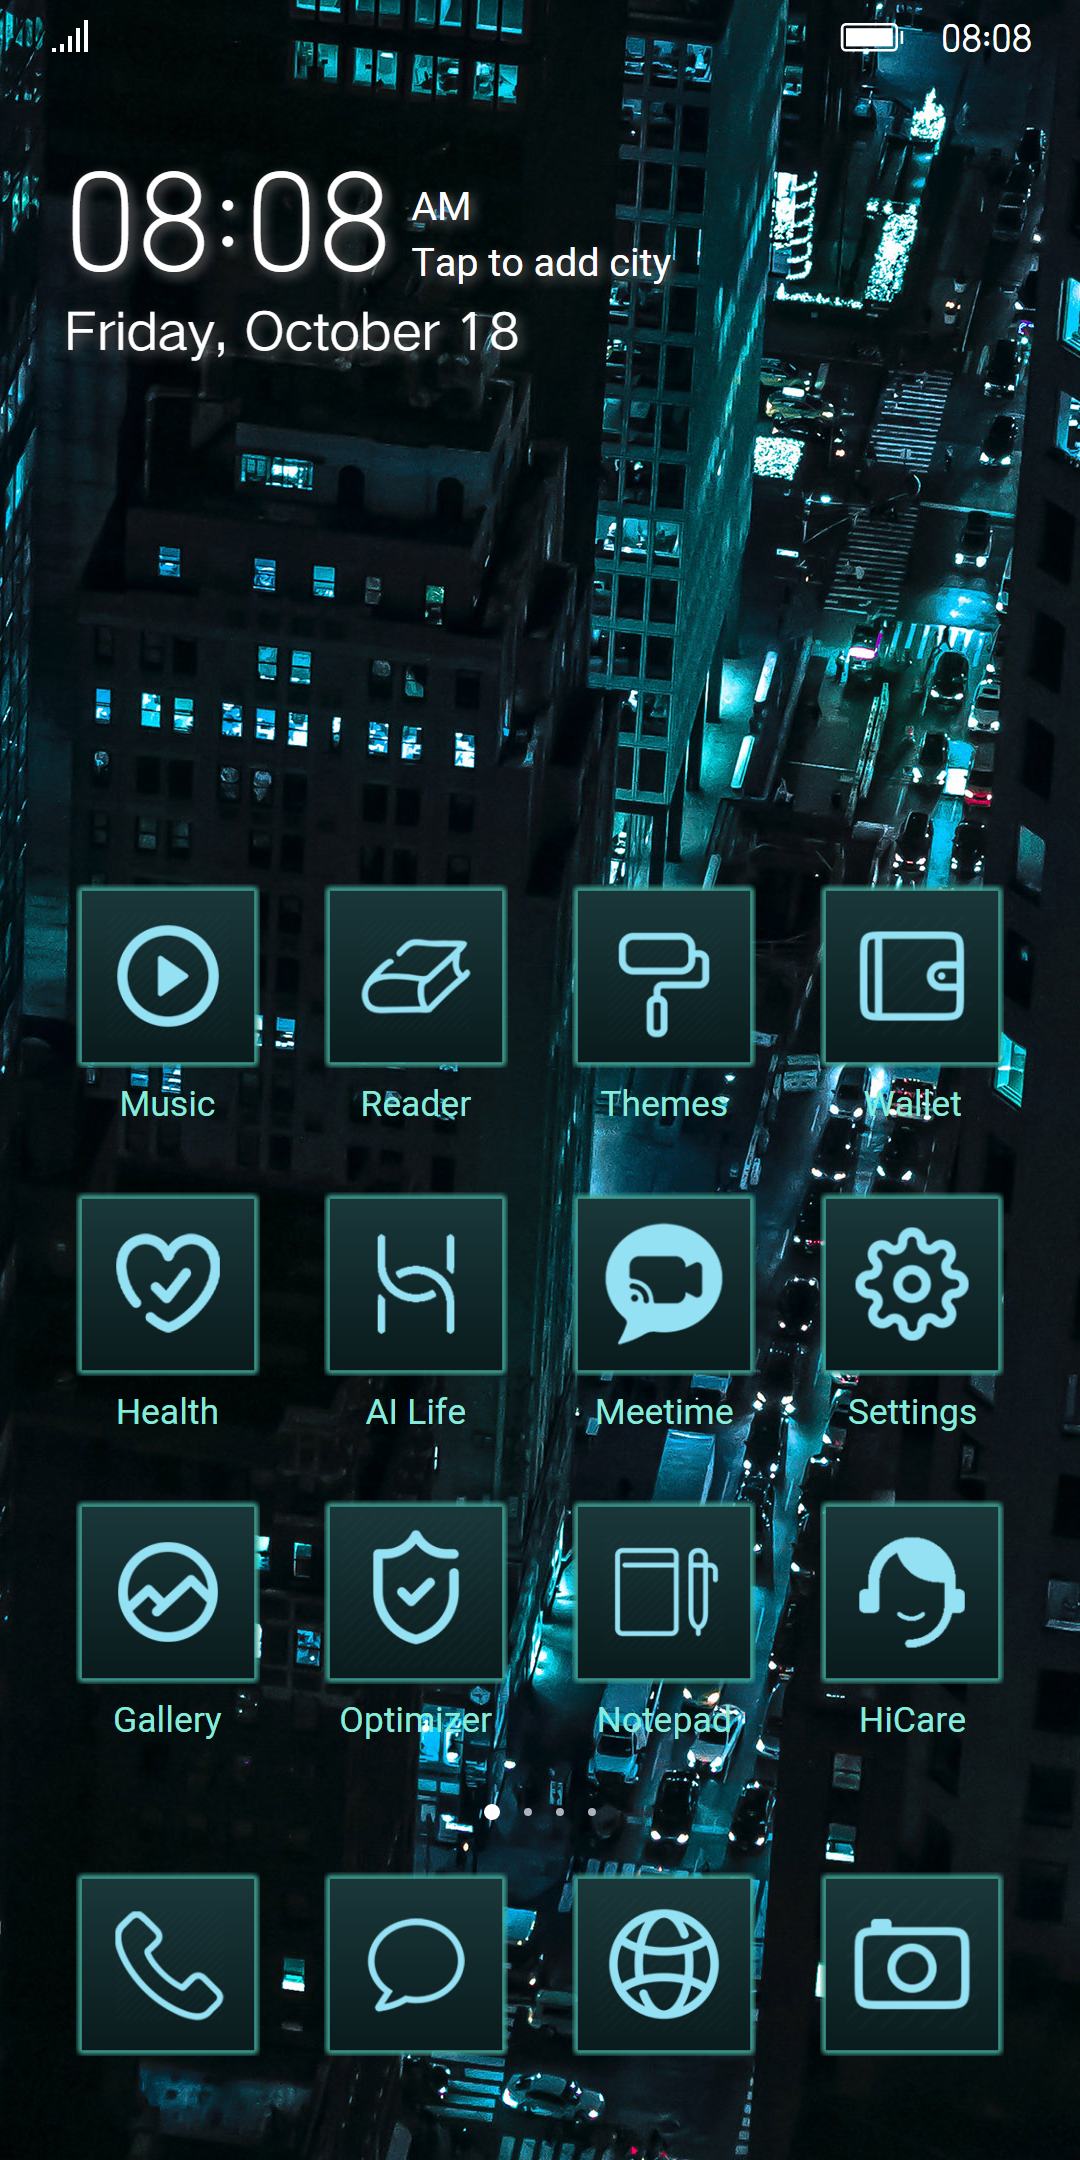 08:08
08:08 AM
Tap to add city
Friday, October 18
Music Reader Themes Wallet
Health AI Life Meetime Settings
Gallery Optimizer Notepad HiCare